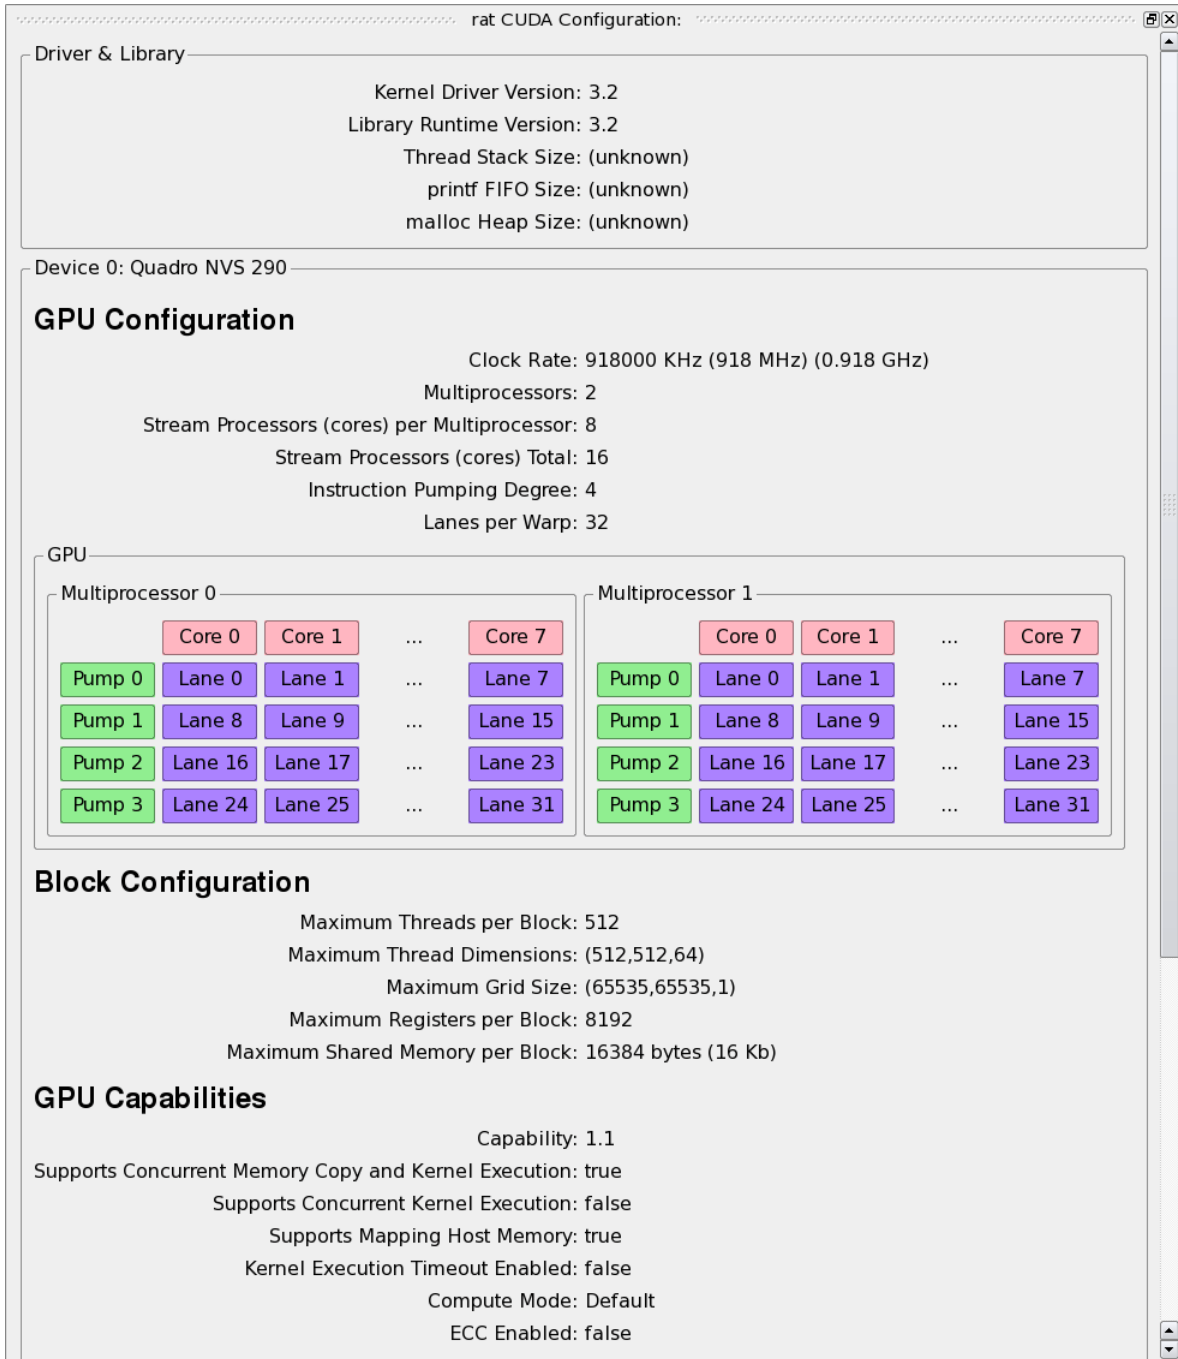 rat CUDA Configuration:
Driver & Library
Kernel Driver Version: 3.2
Library Runtime Version: 3.2
Thread Stack Size: (unknown)
printf FIFO Size: (unknown)
malloc Heap Size: (unknown)
Device 0: Quadro NVS 290
GPU Configuration
Clock Rate: 918000 KHz (918 MHz) (0.918 GHz)
Multiprocessors: 2
Stream Processors (cores) per Multiprocessor: 8
Stream Processors (cores) Total: 16
Instruction Pumping Degree: 4
Lanes per Warp: 32
GPU
Multiprocessor 0
Core 0 Core 1 ... Core 7
Pump 0 Lane 0 Lane 1 ... Lane 7
Pump 1 Lane 8 Lane 9 ... Lane 15
Pump 2 Lane 16 Lane 17 ... Lane 23
Pump 3 Lane 24 Lane 25 ... Lane 31
Multiprocessor 1
Core 0 Core 1 ... Core 7
Pump 0 Lane 0 Lane 1 ... Lane 7
Pump 1 Lane 8 Lane 9 ... Lane 15
Pump 2 Lane 16 Lane 17 ... Lane 23
Pump 3 Lane 24 Lane 25 ... Lane 31
Block Configuration
Maximum Threads per Block: 512
Maximum Thread Dimensions: (512,512,64)
Maximum Grid Size: (65535,65535,1)
Maximum Registers per Block: 8192
Maximum Shared Memory per Block: 16384 bytes (16 Kb)
GPU Capabilities
Capability: 1.1
Supports Concurrent Memory Copy and Kernel Execution: true
Supports Concurrent Kernel Execution: false
Supports Mapping Host Memory: true
Kernel Execution Timeout Enabled: false
Compute Mode: Default
ECC Enabled: false